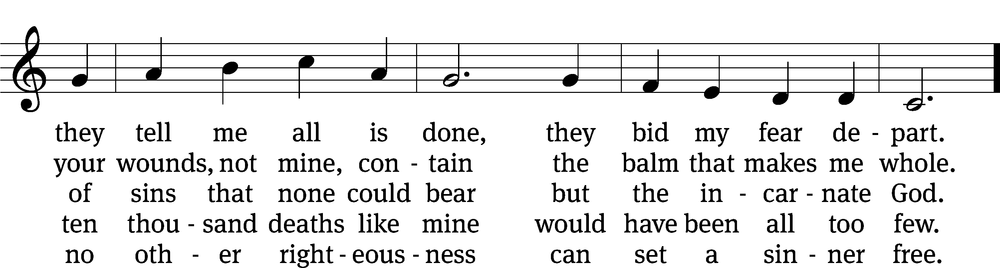 they tell me all is done, they bid my fear de - part.
your wounds, not mine, con - tain the balm that makes me whole.
of sins that none could bear but the in - car - nate God.
ten thou - sand deaths like mine would have been all too few.
no oth - er right - eous - ness can set a sin - ner free.